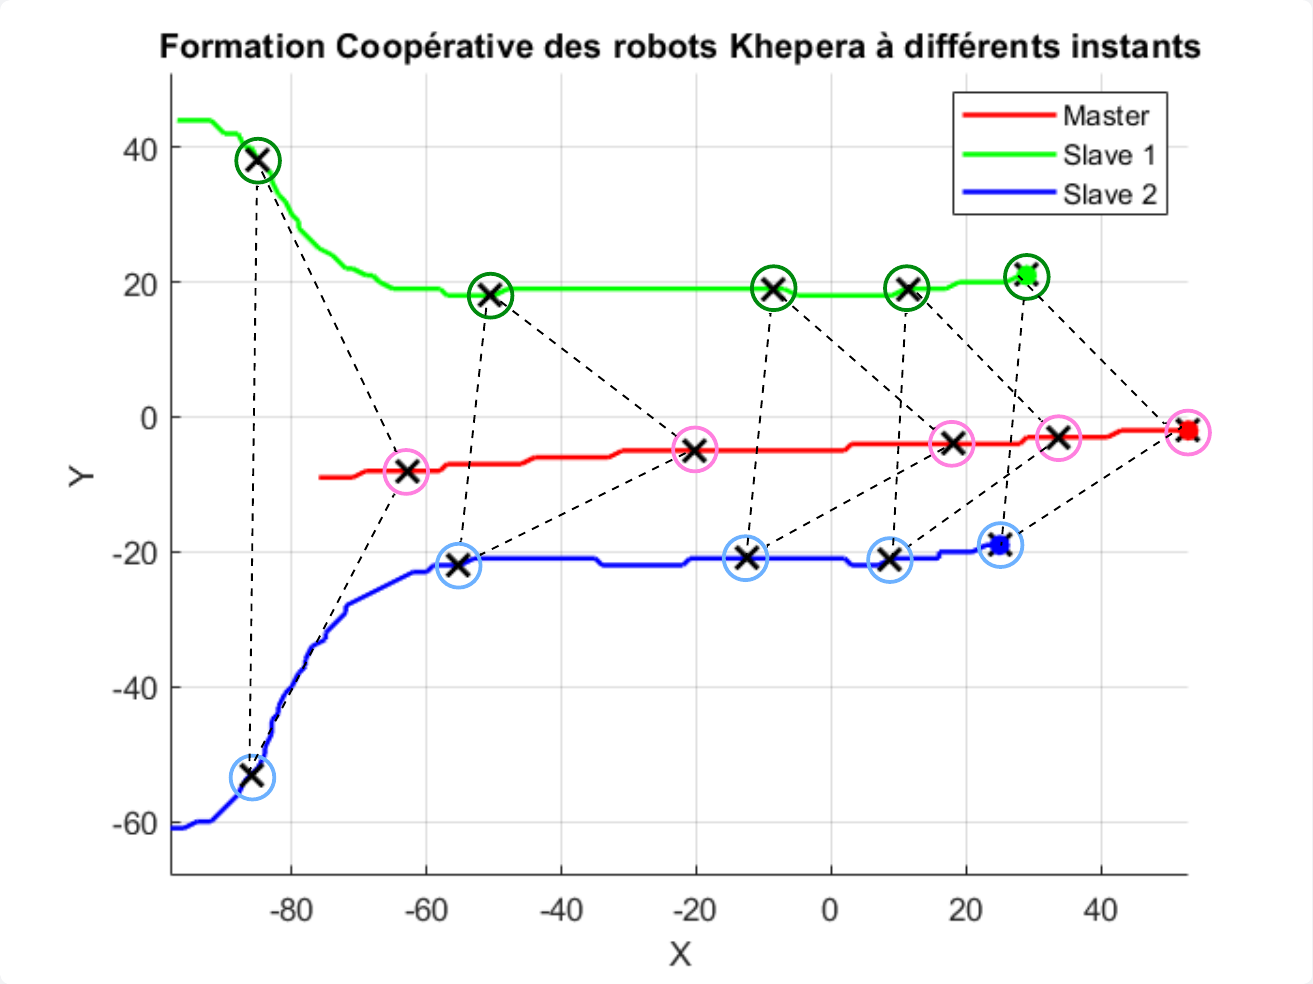 Formation Coopérative des robots Khepera à différents instants
Master
Slave 1
Slave 2
40
20
0
-20
-40
-60
Y
-80
-60
-40
-20
0
20
40
X